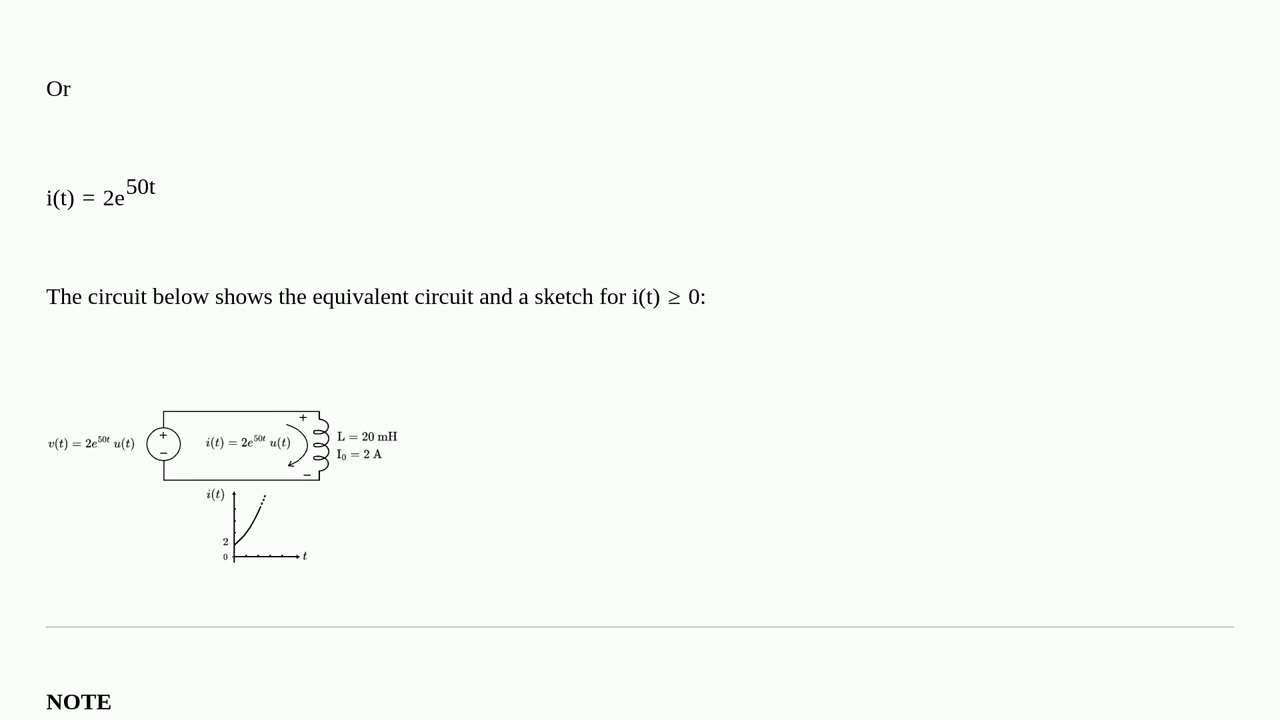 Or
i(t) = 2e^50t
The circuit below shows the equivalent circuit and a sketch for i(t) ≥ 0:
+
v(t) = 2e^50t u(t)
+
−
i(t) = 2e^50t u(t)
L = 20 mH
I₀ = 2 A
−
i(t)
2
0
t
NOTE